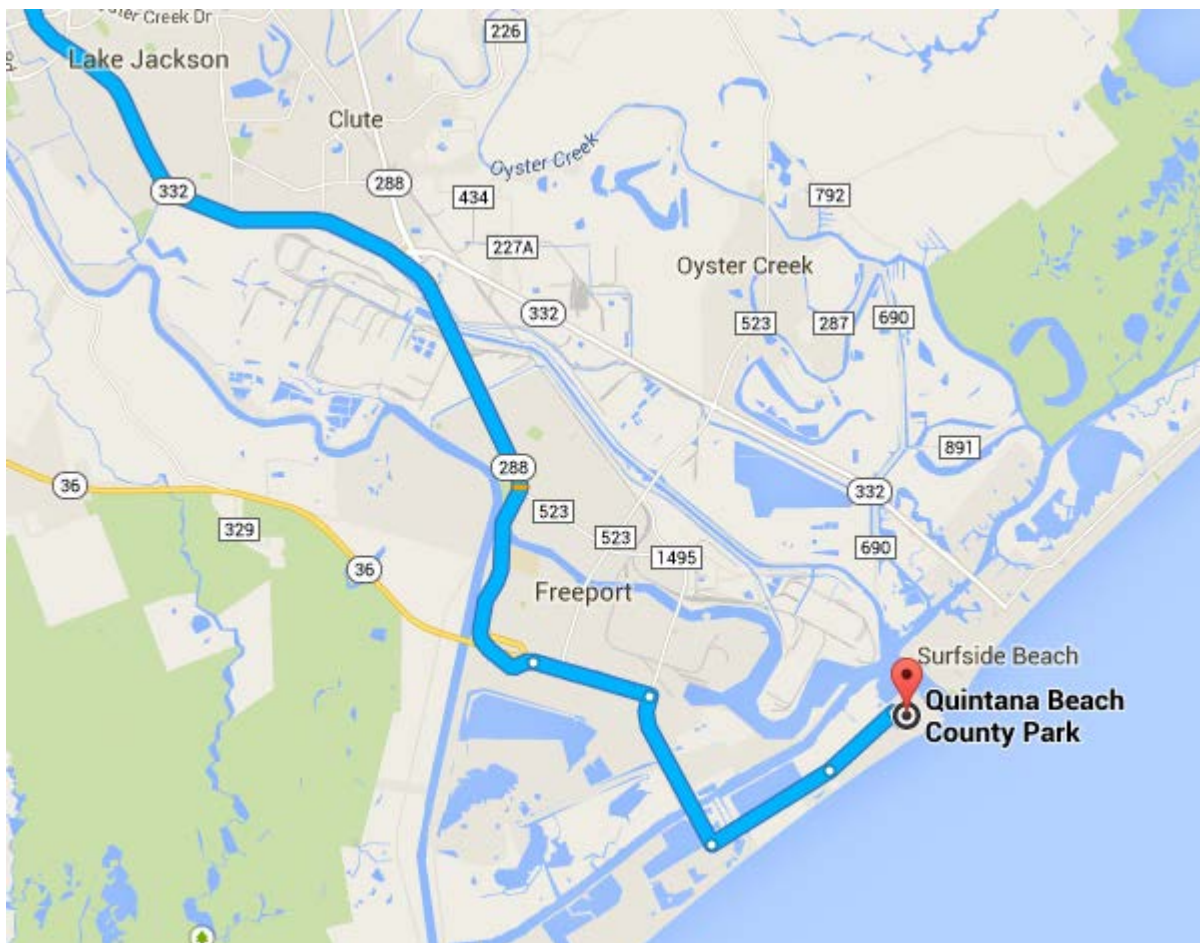 ster Creek Dr
226
Lake Jackson
Clute
Oyster Creek
332
288
434
792
227A
Oyster Creek
332
523
287
690
288
891
36
332
523
329
523
1495
690
36
Freeport
Surfside Beach
Quintana Beach
County Park